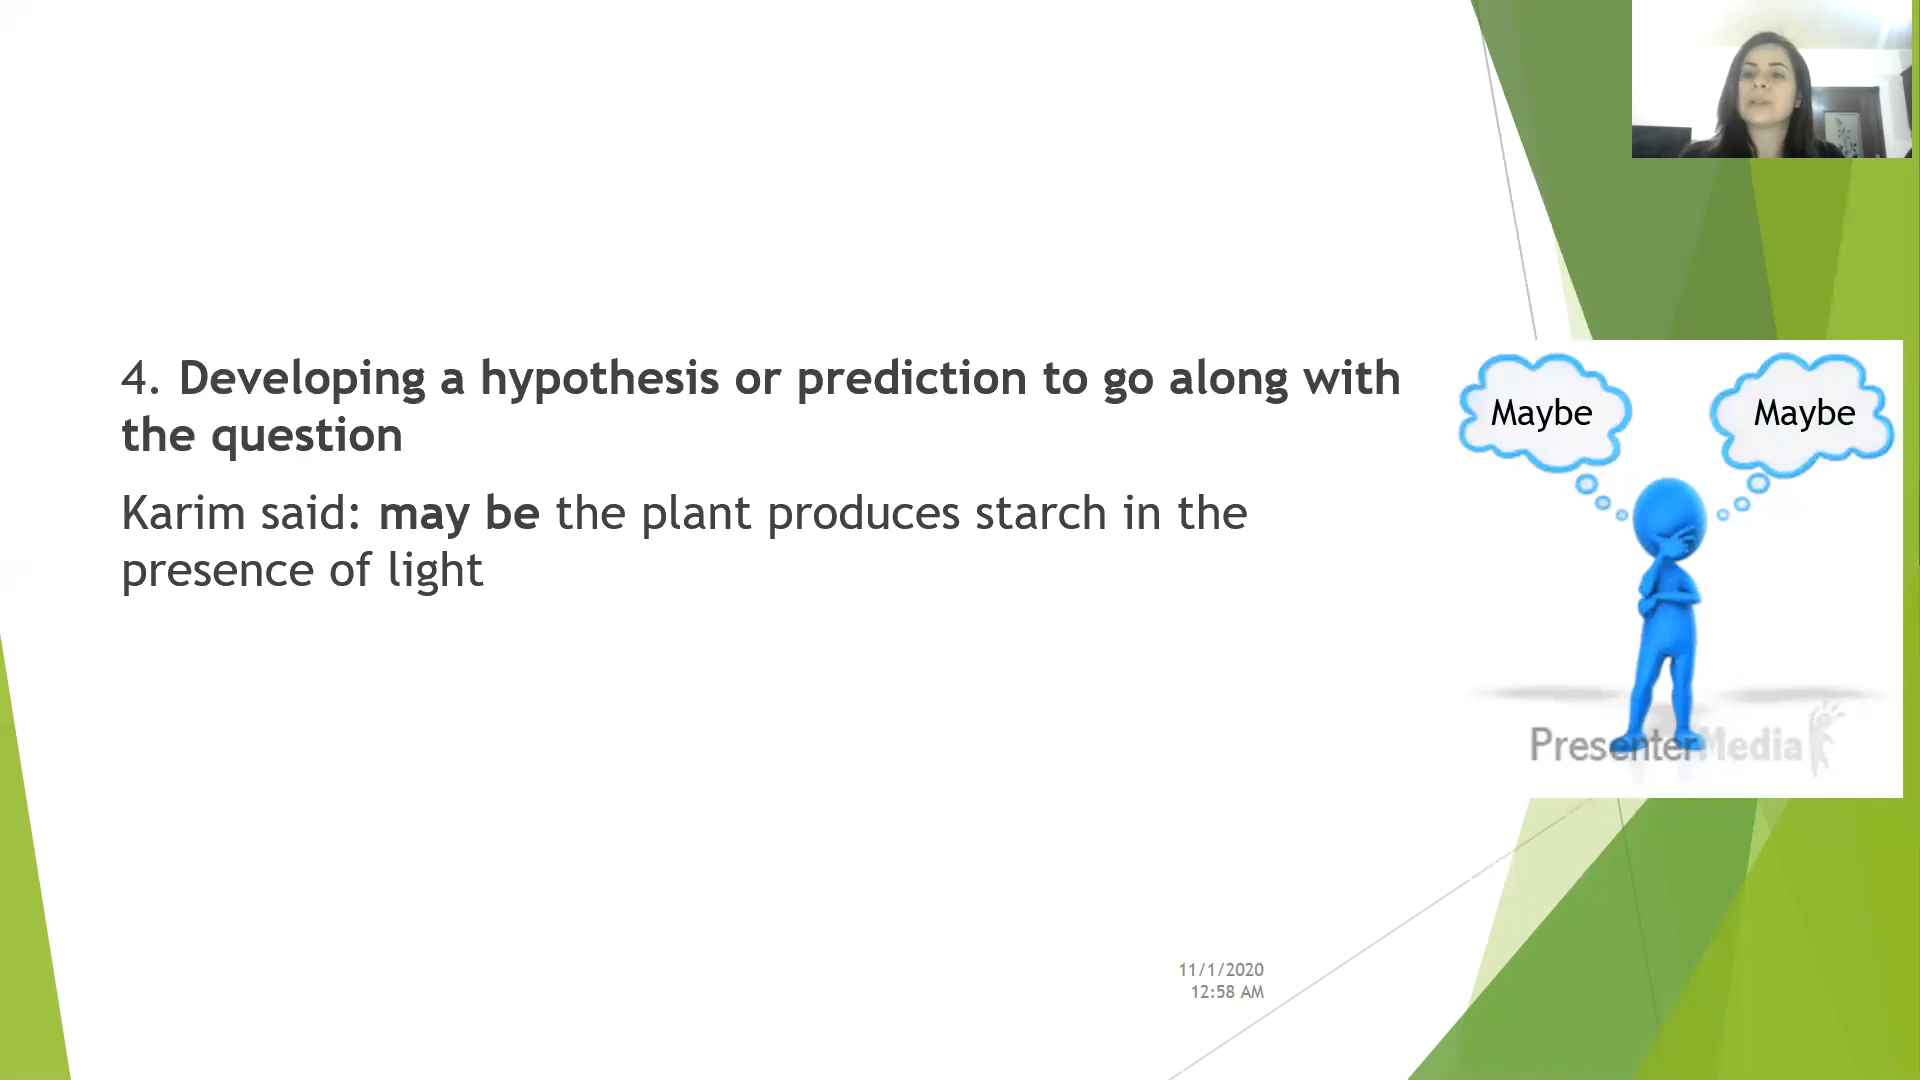 4. Developing a hypothesis or prediction to go along with
the question
Karim said: may be the plant produces starch in the
presence of light
Maybe
Maybe
PresenterMedia
11/1/2020
12:58 AM